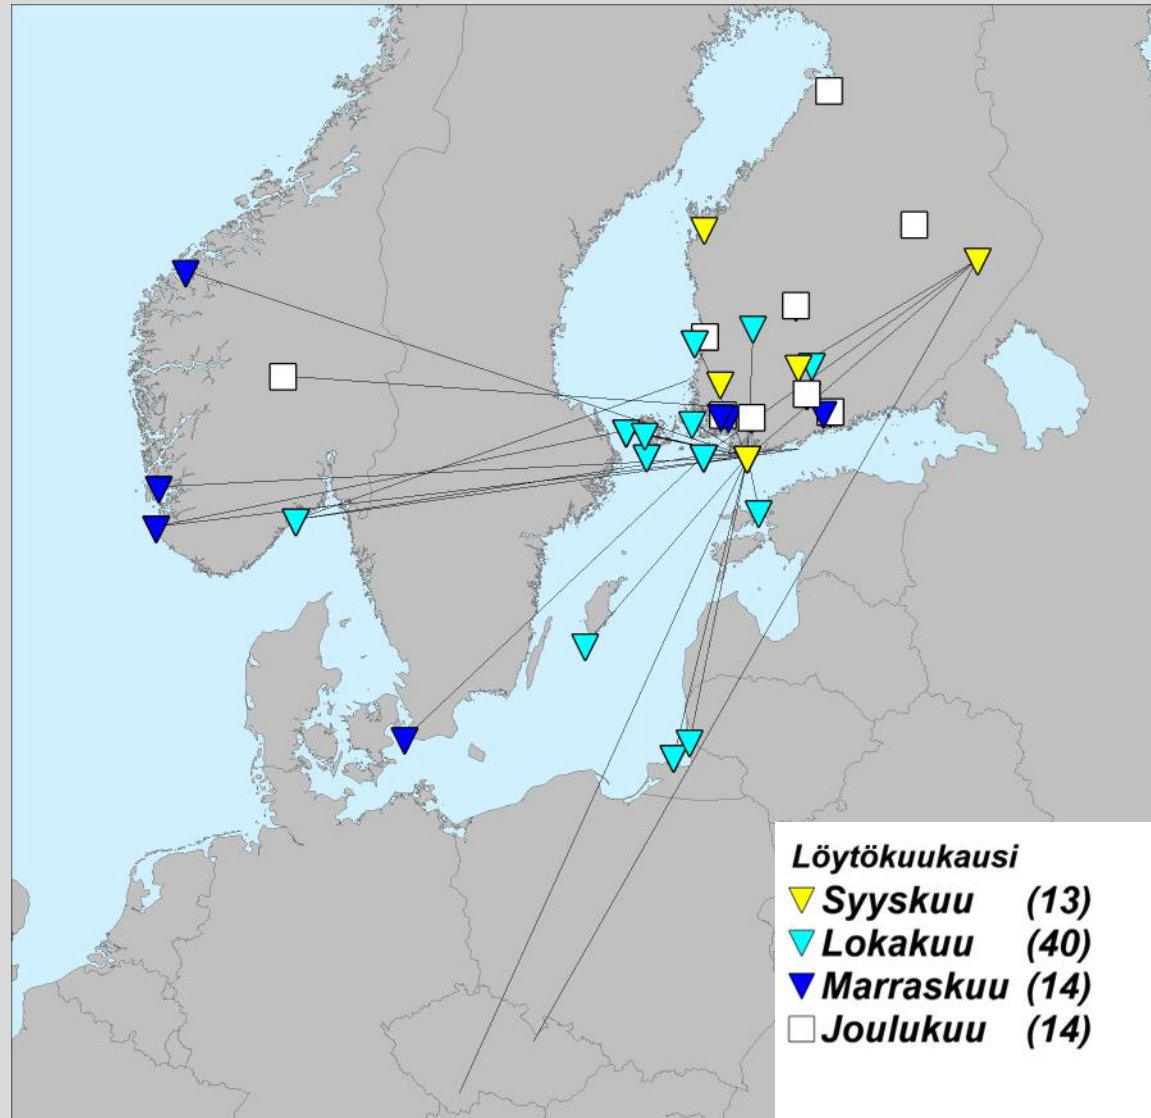 Löytökuukausi
Syyskuu (13)
Lokakuu (40)
Marraskuu (14)
Joulukuu (14)